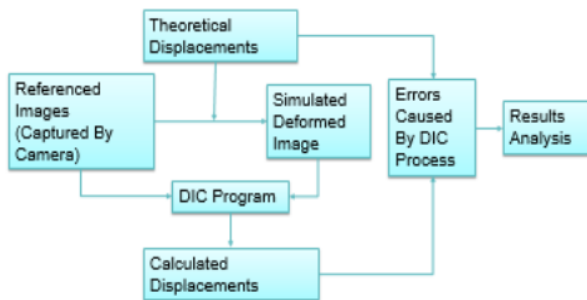 Theoretical
Displacements
Referenced
Images
(Captured By
Camera)
Simulated
Deformed
Image
Errors
Caused
By DIC
Process
Results
Analysis
DIC Program
Calculated
Displacements